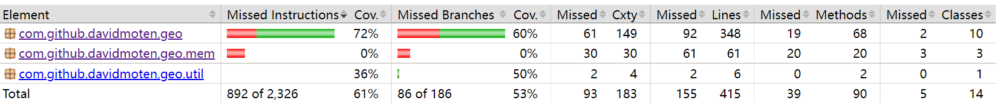 Element Missed Instructions Cov. Missed Branches Cov. Missed Cxty Missed Lines Missed Methods Missed Classes
com.github.davidmoten.geo 72% 60% 61 149 92 348 19 68 2 10
com.github.davidmoten.geo.mem 0% 0% 30 30 61 61 20 20 3 3
com.github.davidmoten.geo.util 36% 50% 2 4 2 6 0 2 0 1
Total 892 of 2,326 61% 86 of 186 53% 93 183 155 415 39 90 5 14